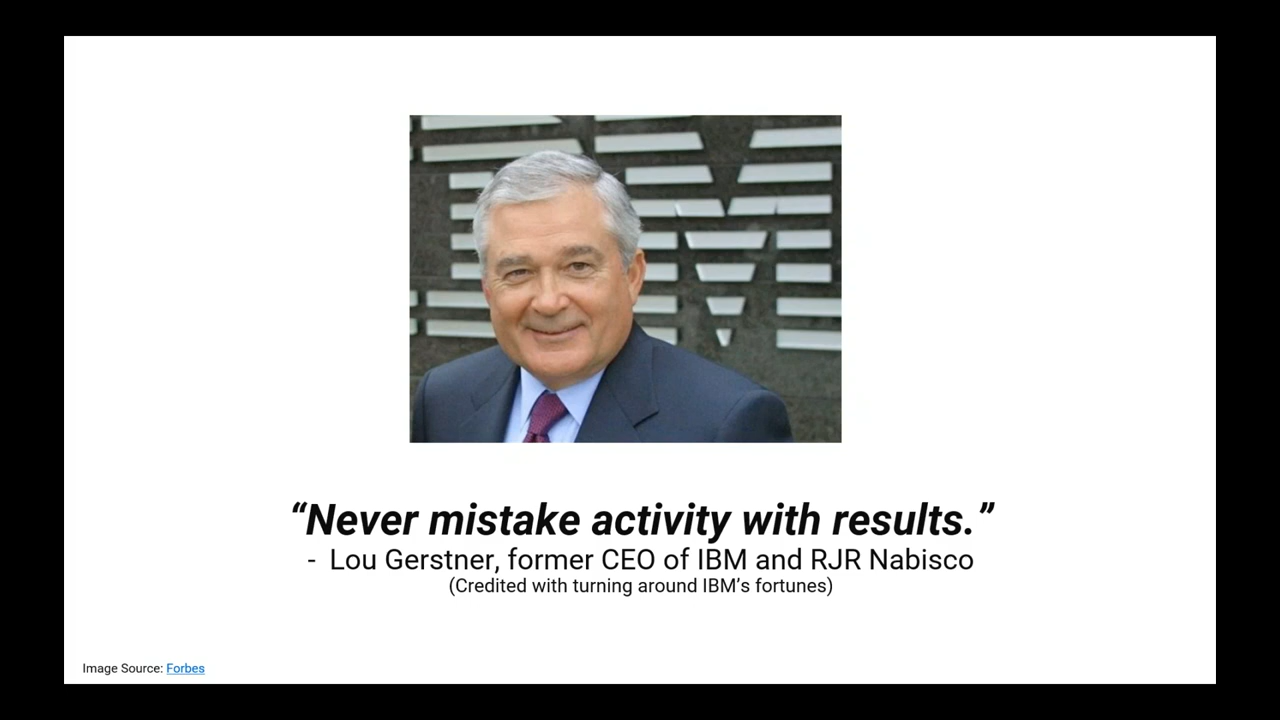 IBM
“Never mistake activity with results.”
- Lou Gerstner, former CEO of IBM and RJR Nabisco
(Credited with turning around IBM’s fortunes)
Image Source: Forbes